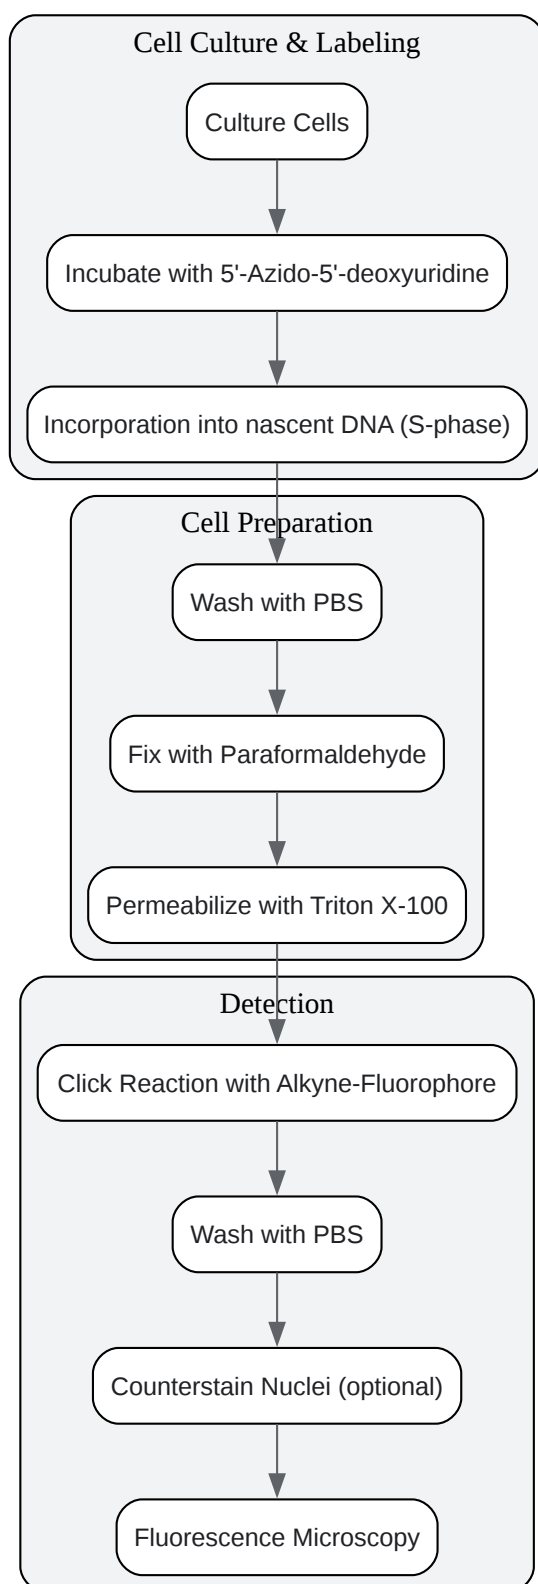 Cell Culture & Labeling
Culture Cells
Incubate with 5'-Azido-5'-deoxyuridine
Incorporation into nascent DNA (S-phase)
Cell Preparation
Wash with PBS
Fix with Paraformaldehyde
Permeabilize with Triton X-100
Detection
Click Reaction with Alkyne-Fluorophore
Wash with PBS
Counterstain Nuclei (optional)
Fluorescence Microscopy